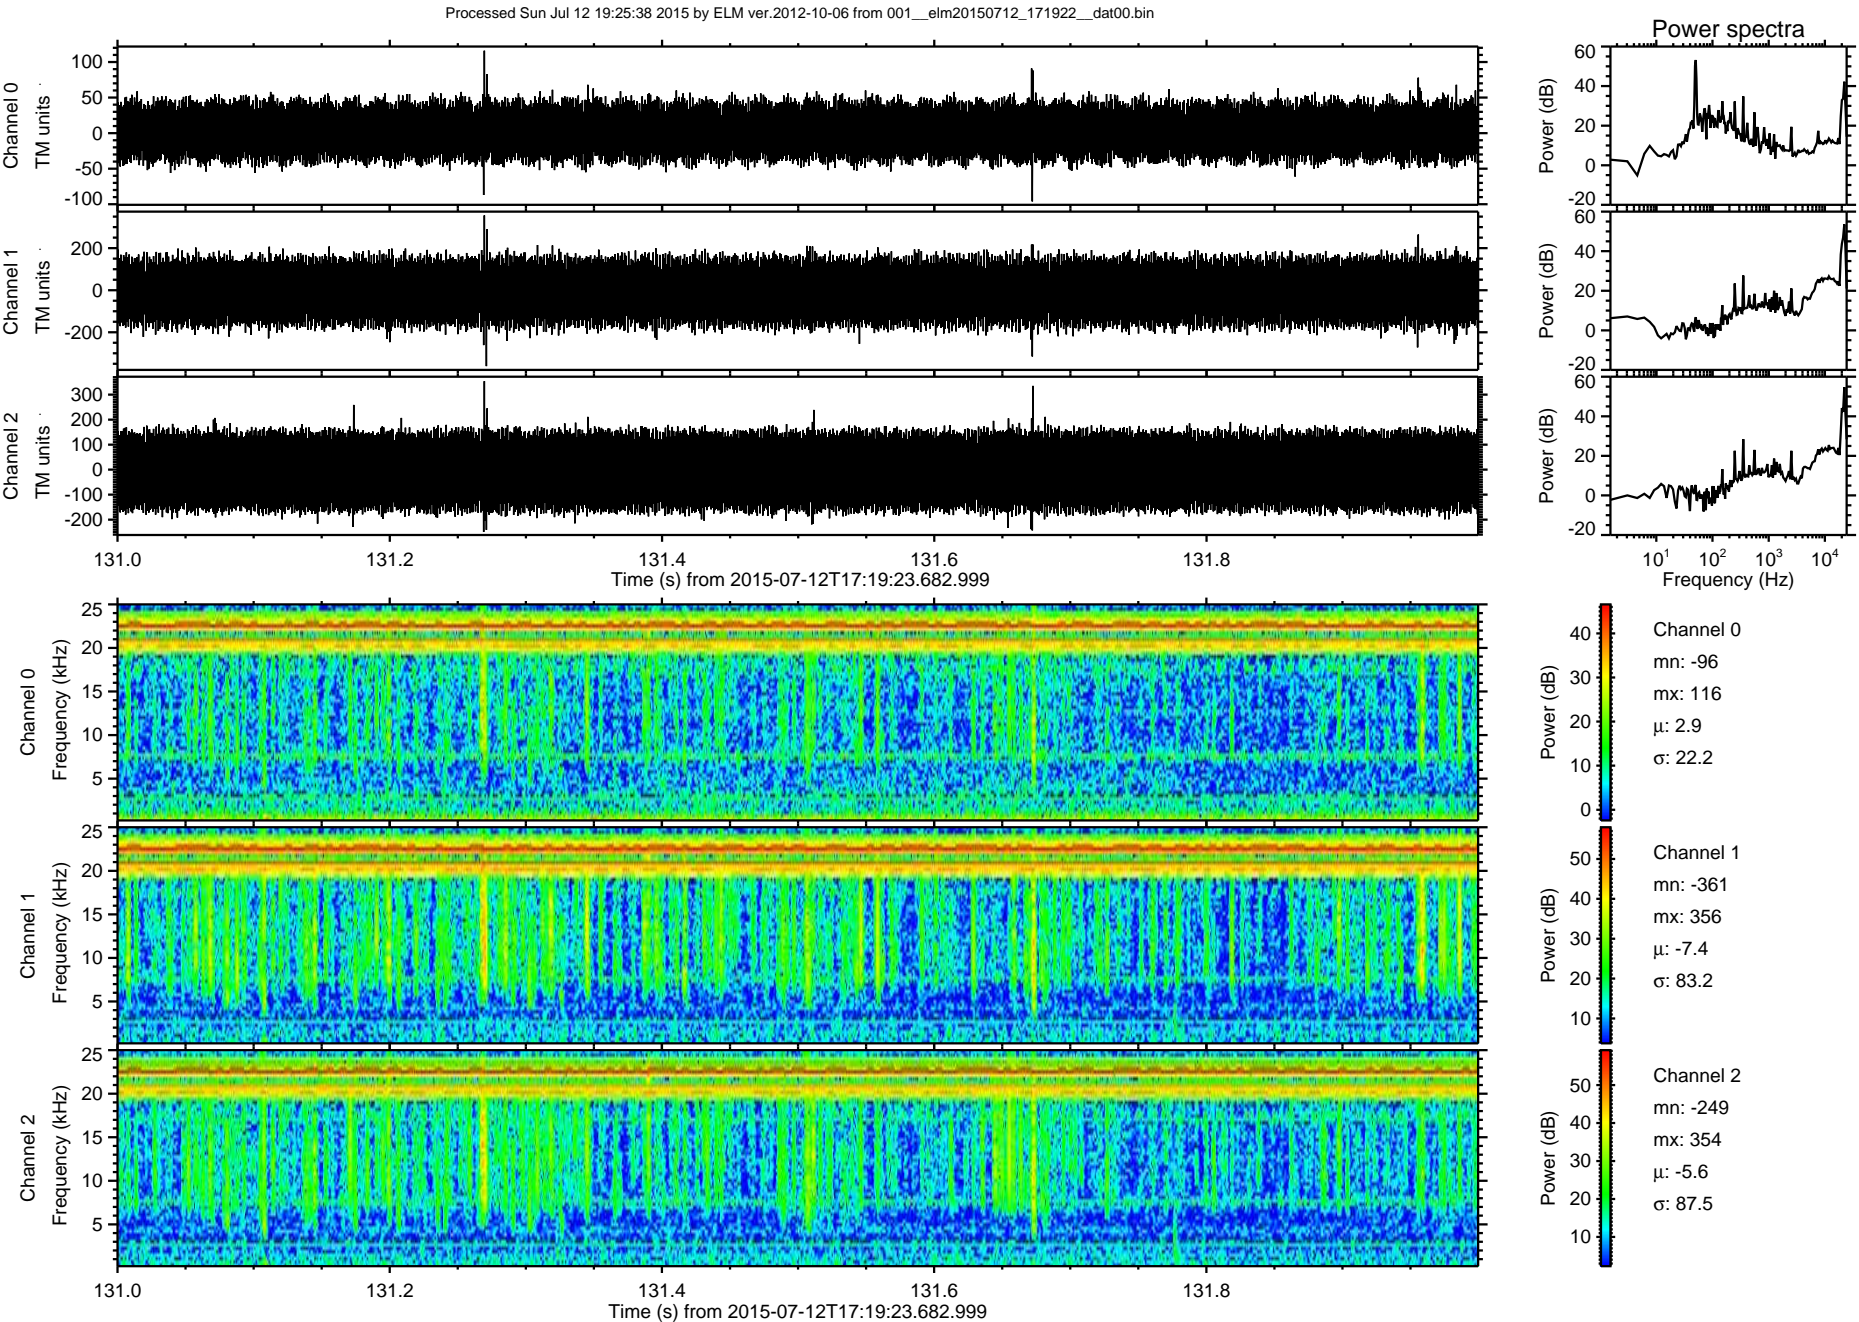 Processed Sun Jul 12 19:25:38 2015 by ELM ver.2012-10-06 from 001__elm20150712_171922__dat00.bin
Power spectra
Channel 0
TM units
100
50
0
-50
-100
Power (dB)
60
40
20
0
-20
Channel 1
TM units
200
0
-200
Power (dB)
60
40
20
0
-20
Channel 2
TM units
300
200
100
0
-100
-200
Power (dB)
60
40
20
0
-20
131.0 131.2 131.4 131.6 131.8
Time (s) from 2015-07-12T17:19:23.682.999
10¹ 10² 10³ 10⁴
Frequency (Hz)
Channel 0
Frequency (kHz)
25
20
15
10
5
Power (dB)
40
30
20
10
0
Channel 0
mn: -96
mx: 116
μ: 2.9
σ: 22.2
Channel 1
Frequency (kHz)
25
20
15
10
5
Power (dB)
50
40
30
20
10
Channel 1
mn: -361
mx: 356
μ: -7.4
σ: 83.2
Channel 2
Frequency (kHz)
25
20
15
10
5
Power (dB)
50
40
30
20
10
Channel 2
mn: -249
mx: 354
μ: -5.6
σ: 87.5
131.0 131.2 131.4 131.6 131.8
Time (s) from 2015-07-12T17:19:23.682.999